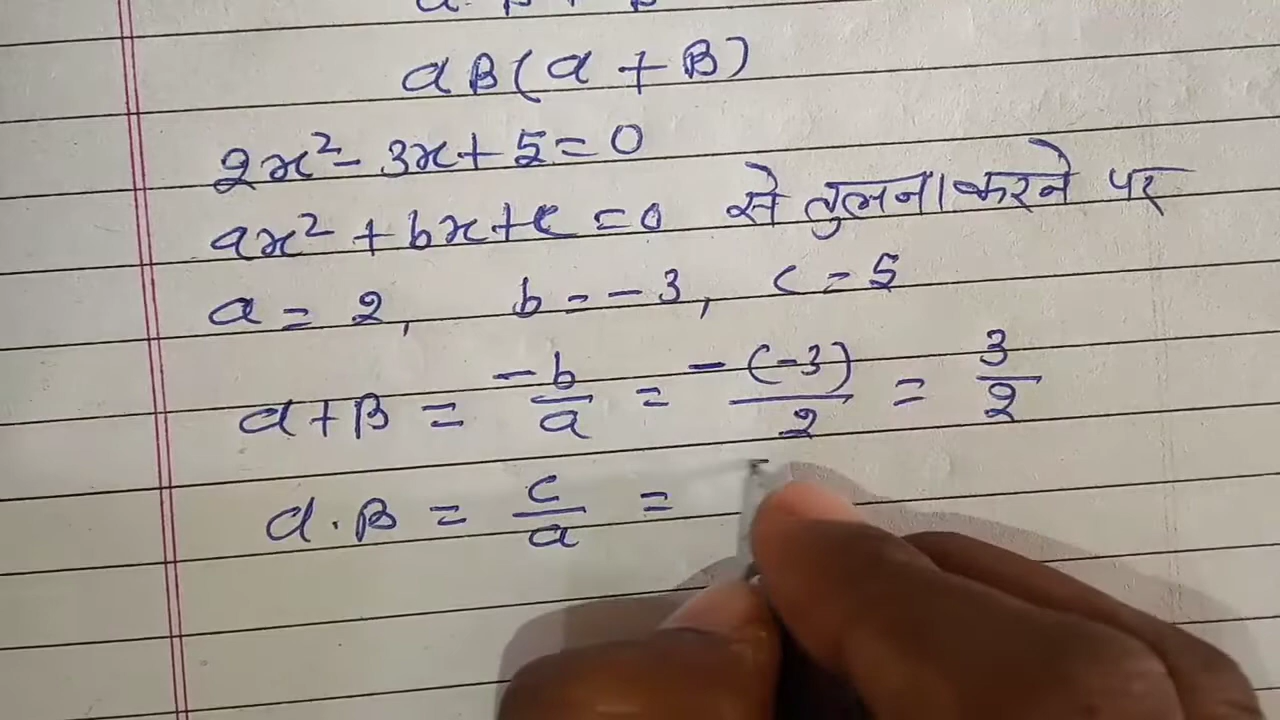 αβ(α + β)
2x² - 3x + 5 = 0
ax² + bx + c = 0 से तुलना करने पर
a = 2, b = -3, c = 5
α + β = -b/a = -(-3)/2 = 3/2
α . β = c/a =